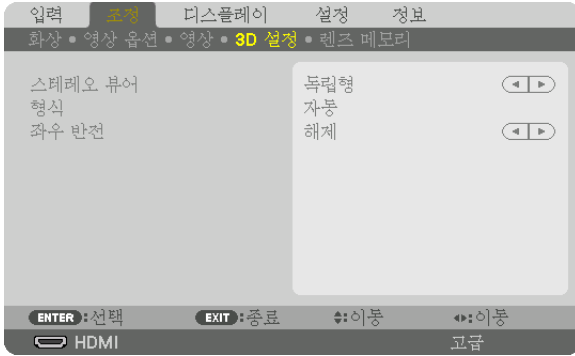 입력 조정 디스플레이 설정 정보
화상 • 영상 옵션 • 영상 • 3D 설정 • 렌즈 메모리
스테레오 뷰어 독립형
형식 자동
좌우 반전 해제
ENTER:선택 EXIT:종료 :이동 :이동
HDMI 고급